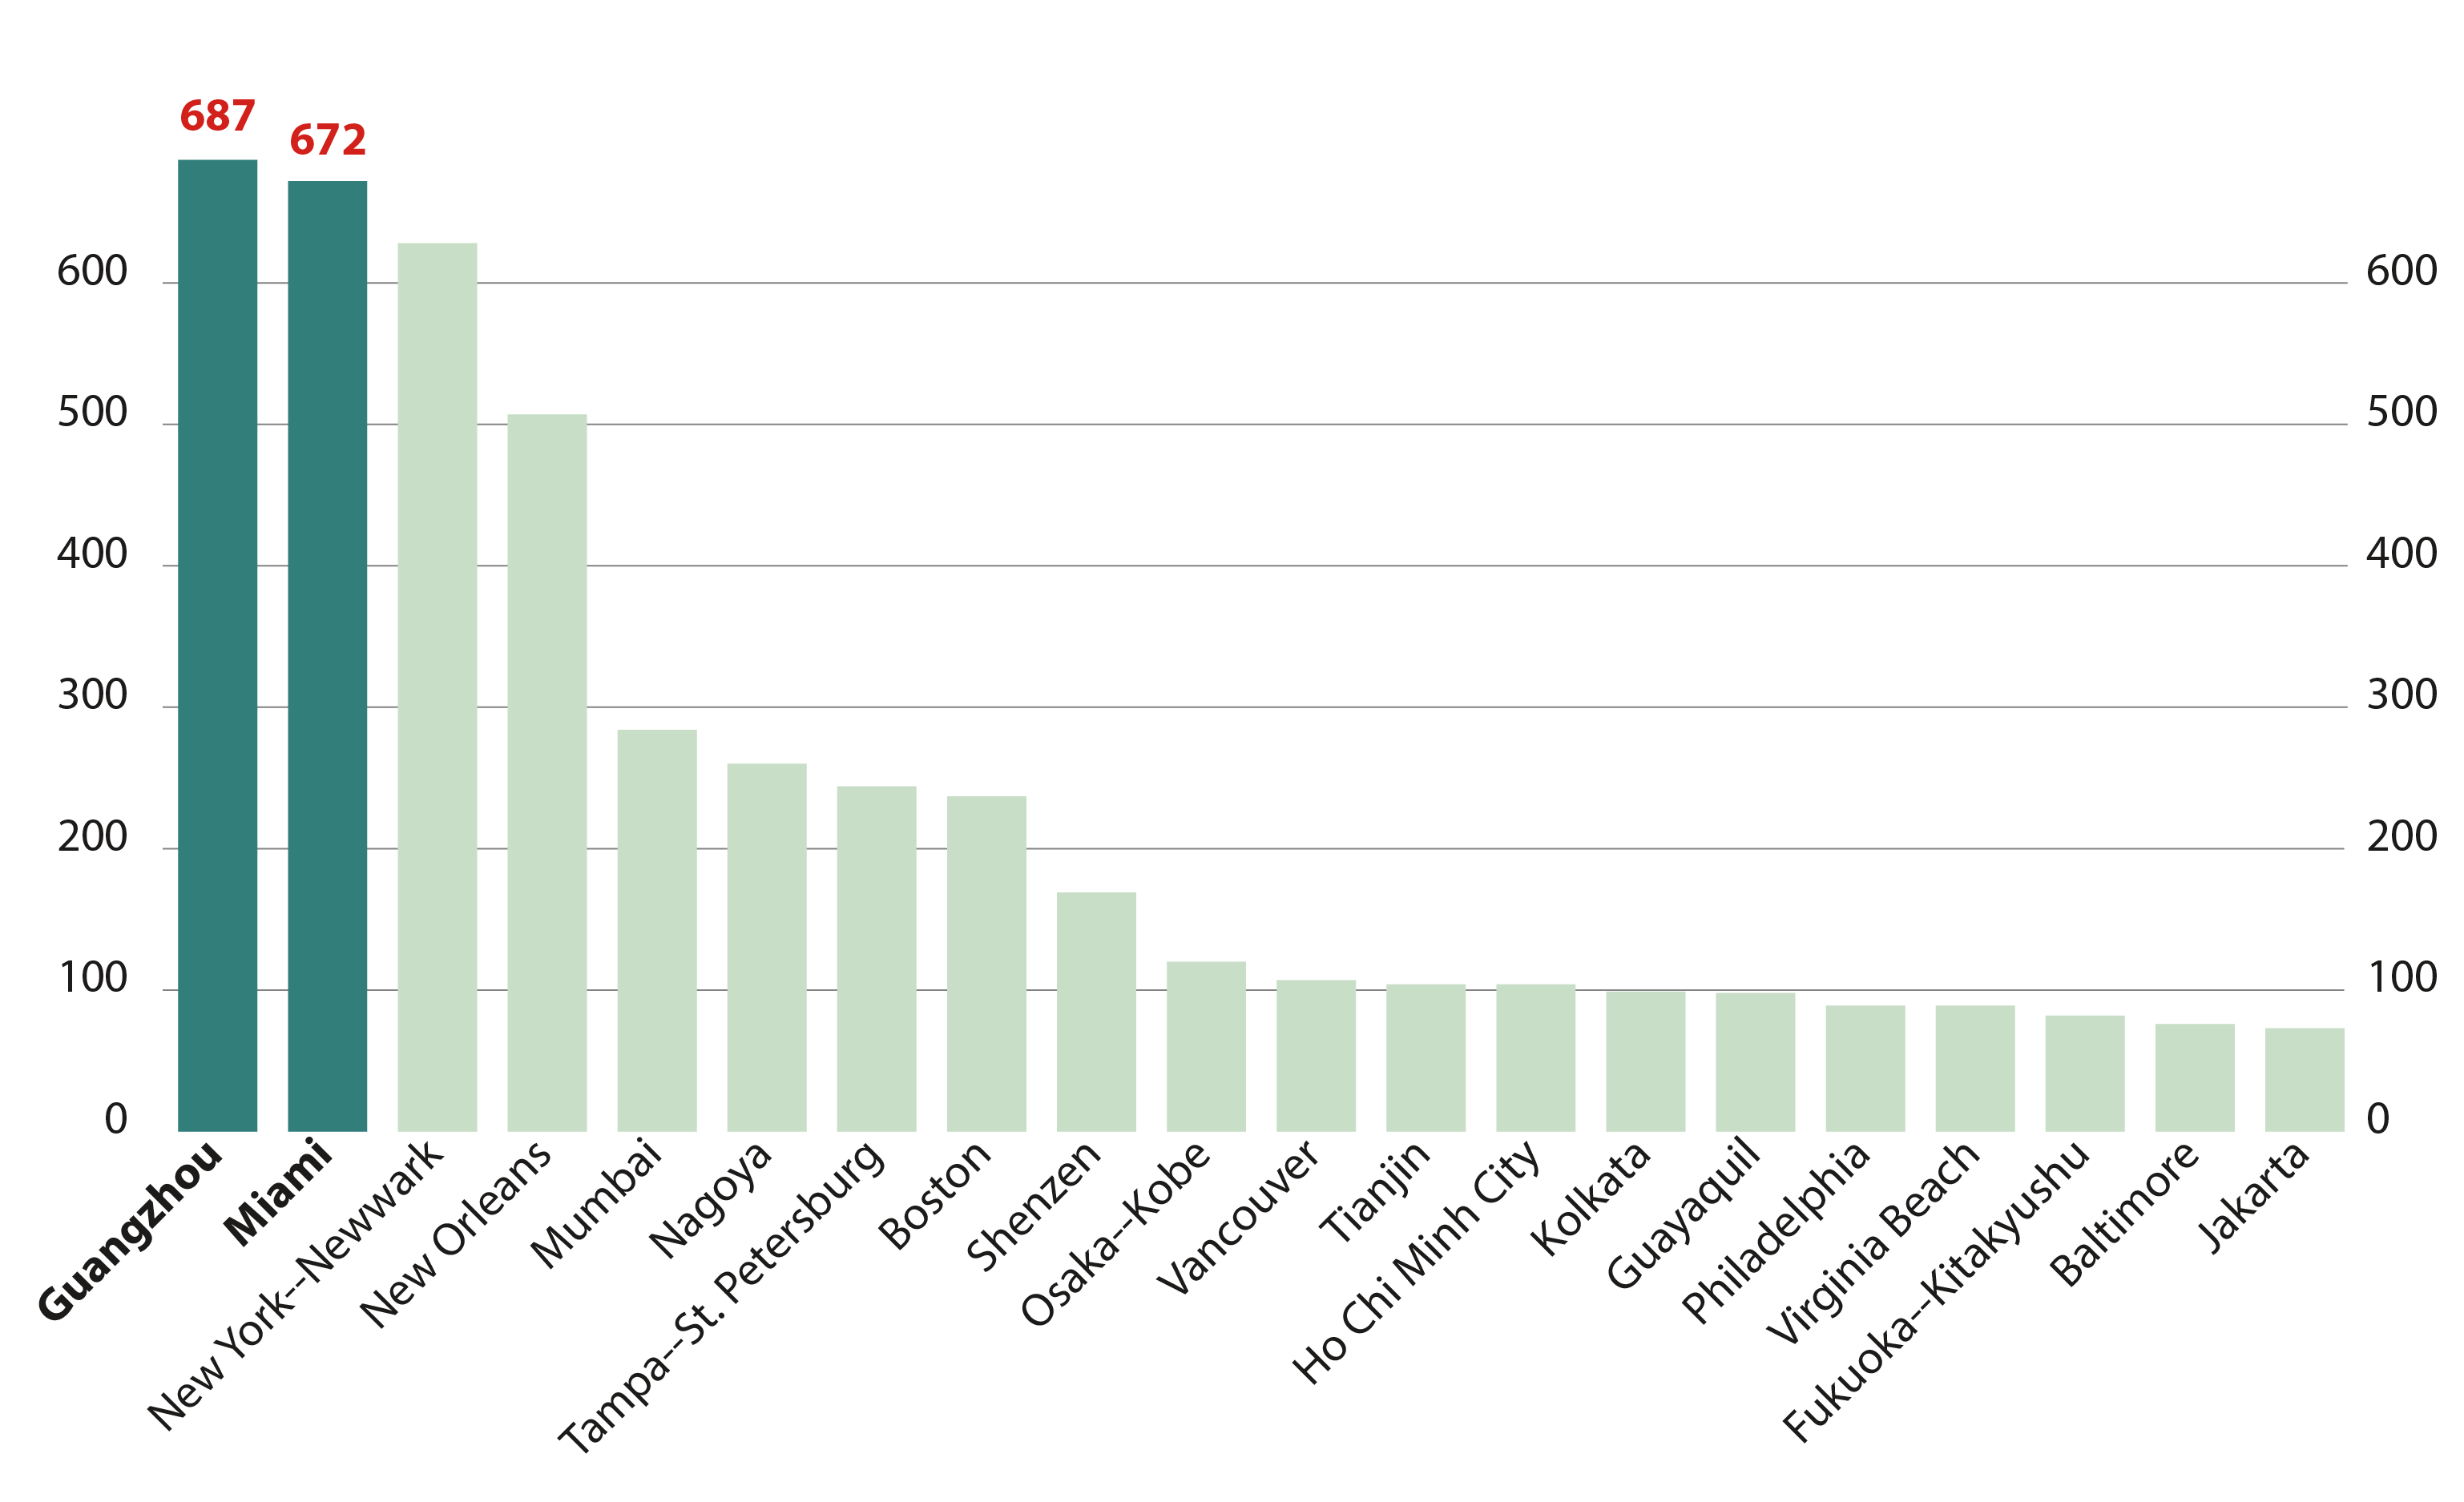 687
672
600
600
500
500
400
400
300
300
200
200
100
100
0
0
Guangzhou
Miami
New York--Newwark
New Orleans
Mumbai
Nagoya
Tampa--St. Petersburg
Boston
Shenzen
Osaka--Kobe
Vancouver
Tianjin
Ho Chi Minh City
Kolkata
Guayaquil
Philadelphia
Virginia Beach
Fukuoka--Kitakyushu
Baltimore
Jakarta